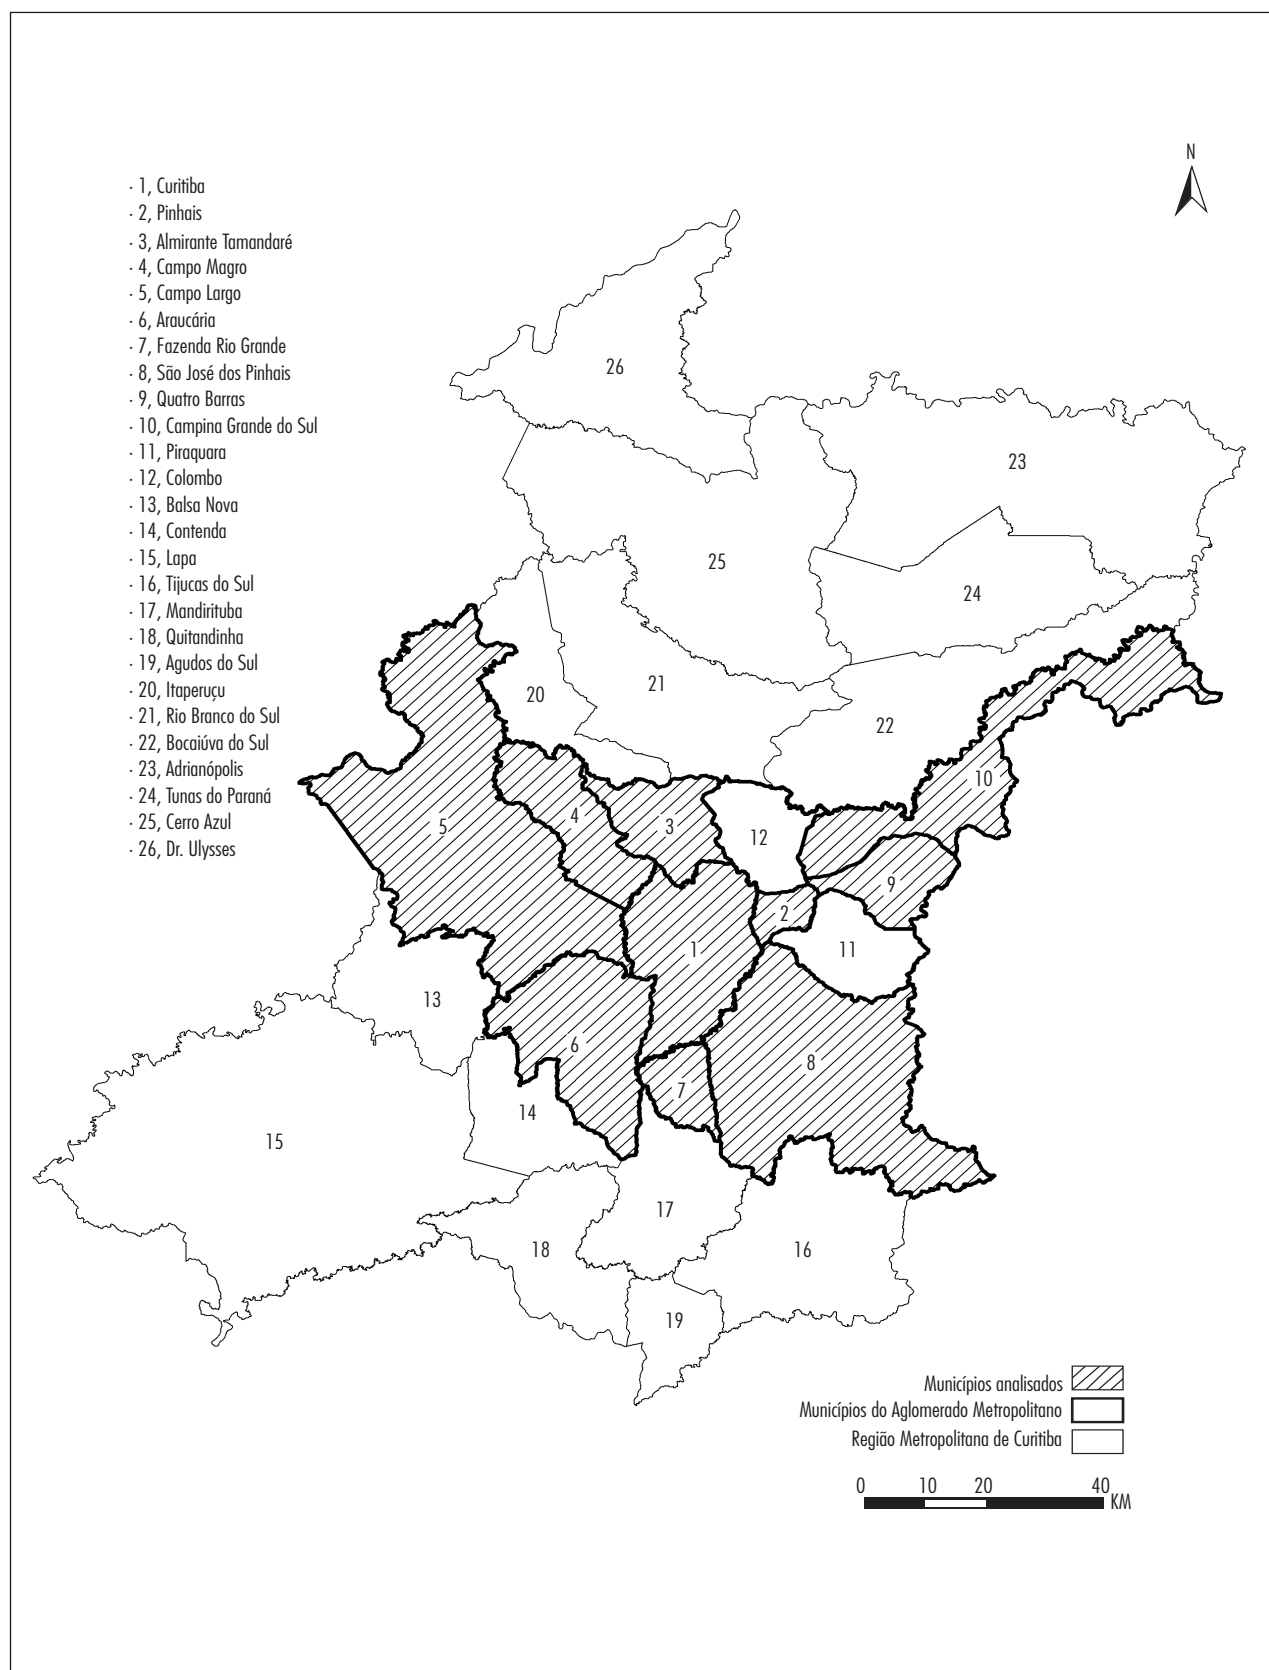 N
· 1, Curitiba
· 2, Pinhais
· 3, Almirante Tamandaré
· 4, Campo Magro
· 5, Campo Largo
· 6, Araucária
· 7, Fazenda Rio Grande
· 8, São José dos Pinhais
· 9, Quatro Barras
· 10, Campina Grande do Sul
· 11, Piraquara
· 12, Colombo
· 13, Balsa Nova
· 14, Contenda
· 15, Lapa
· 16, Tijucas do Sul
· 17, Mandirituba
· 18, Quitandinha
· 19, Agudos do Sul
· 20, Itaperuçu
· 21, Rio Branco do Sul
· 22, Bocaiúva do Sul
· 23, Adrianópolis
· 24, Tunas do Paraná
· 25, Cerro Azul
· 26, Dr. Ulysses
26
23
25
24
21
20
22
10
5
4
3
12
9
2
1
11
13
6
8
7
14
15
17
18
16
19
Municípios analisados
Municípios do Aglomerado Metropolitano
Região Metropolitana de Curitiba
0 10 20 40
KM